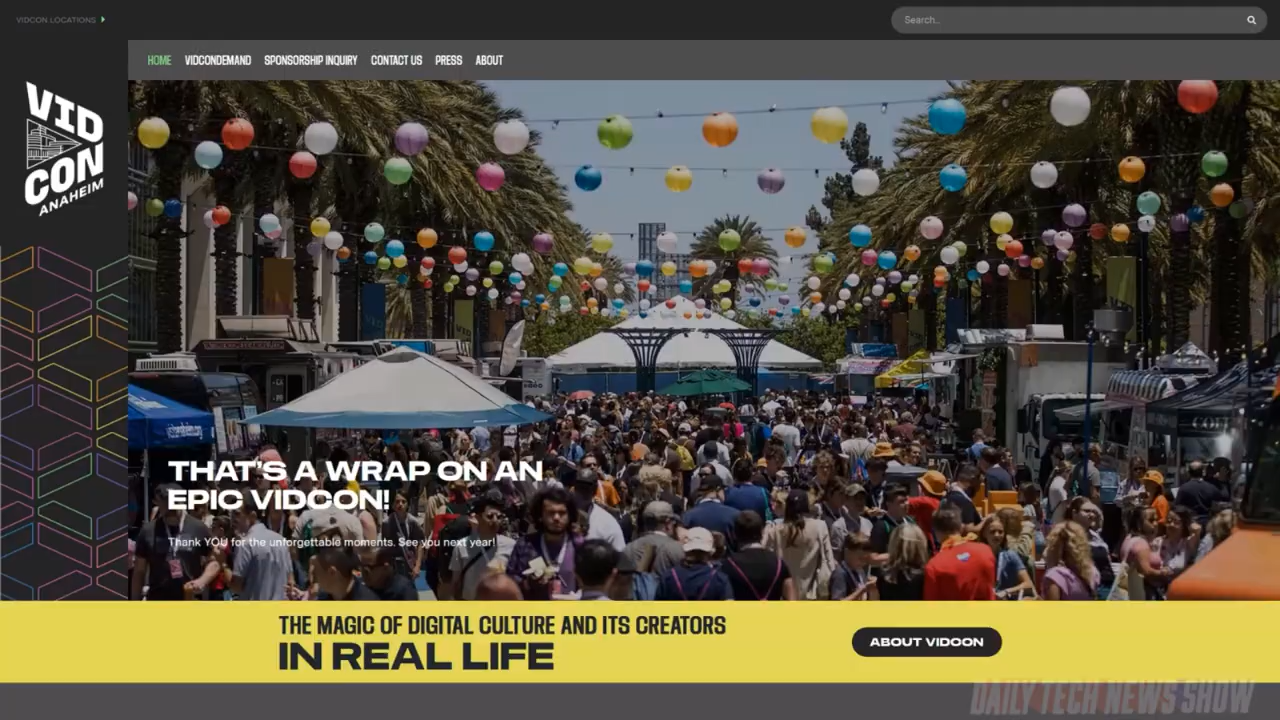 VIDCON LOCATIONS
Search...
HOME VIDCONDEMAND SPONSORSHIP INQUIRY CONTACT US PRESS ABOUT
VID
CON
ANAHEIM
THAT'S A WRAP ON AN
EPIC VIDCON!
Thank YOU for the unforgettable moments. See you next year!
THE MAGIC OF DIGITAL CULTURE AND ITS CREATORS
IN REAL LIFE
ABOUT VIDCON
DAILY TECH NEWS SHOW